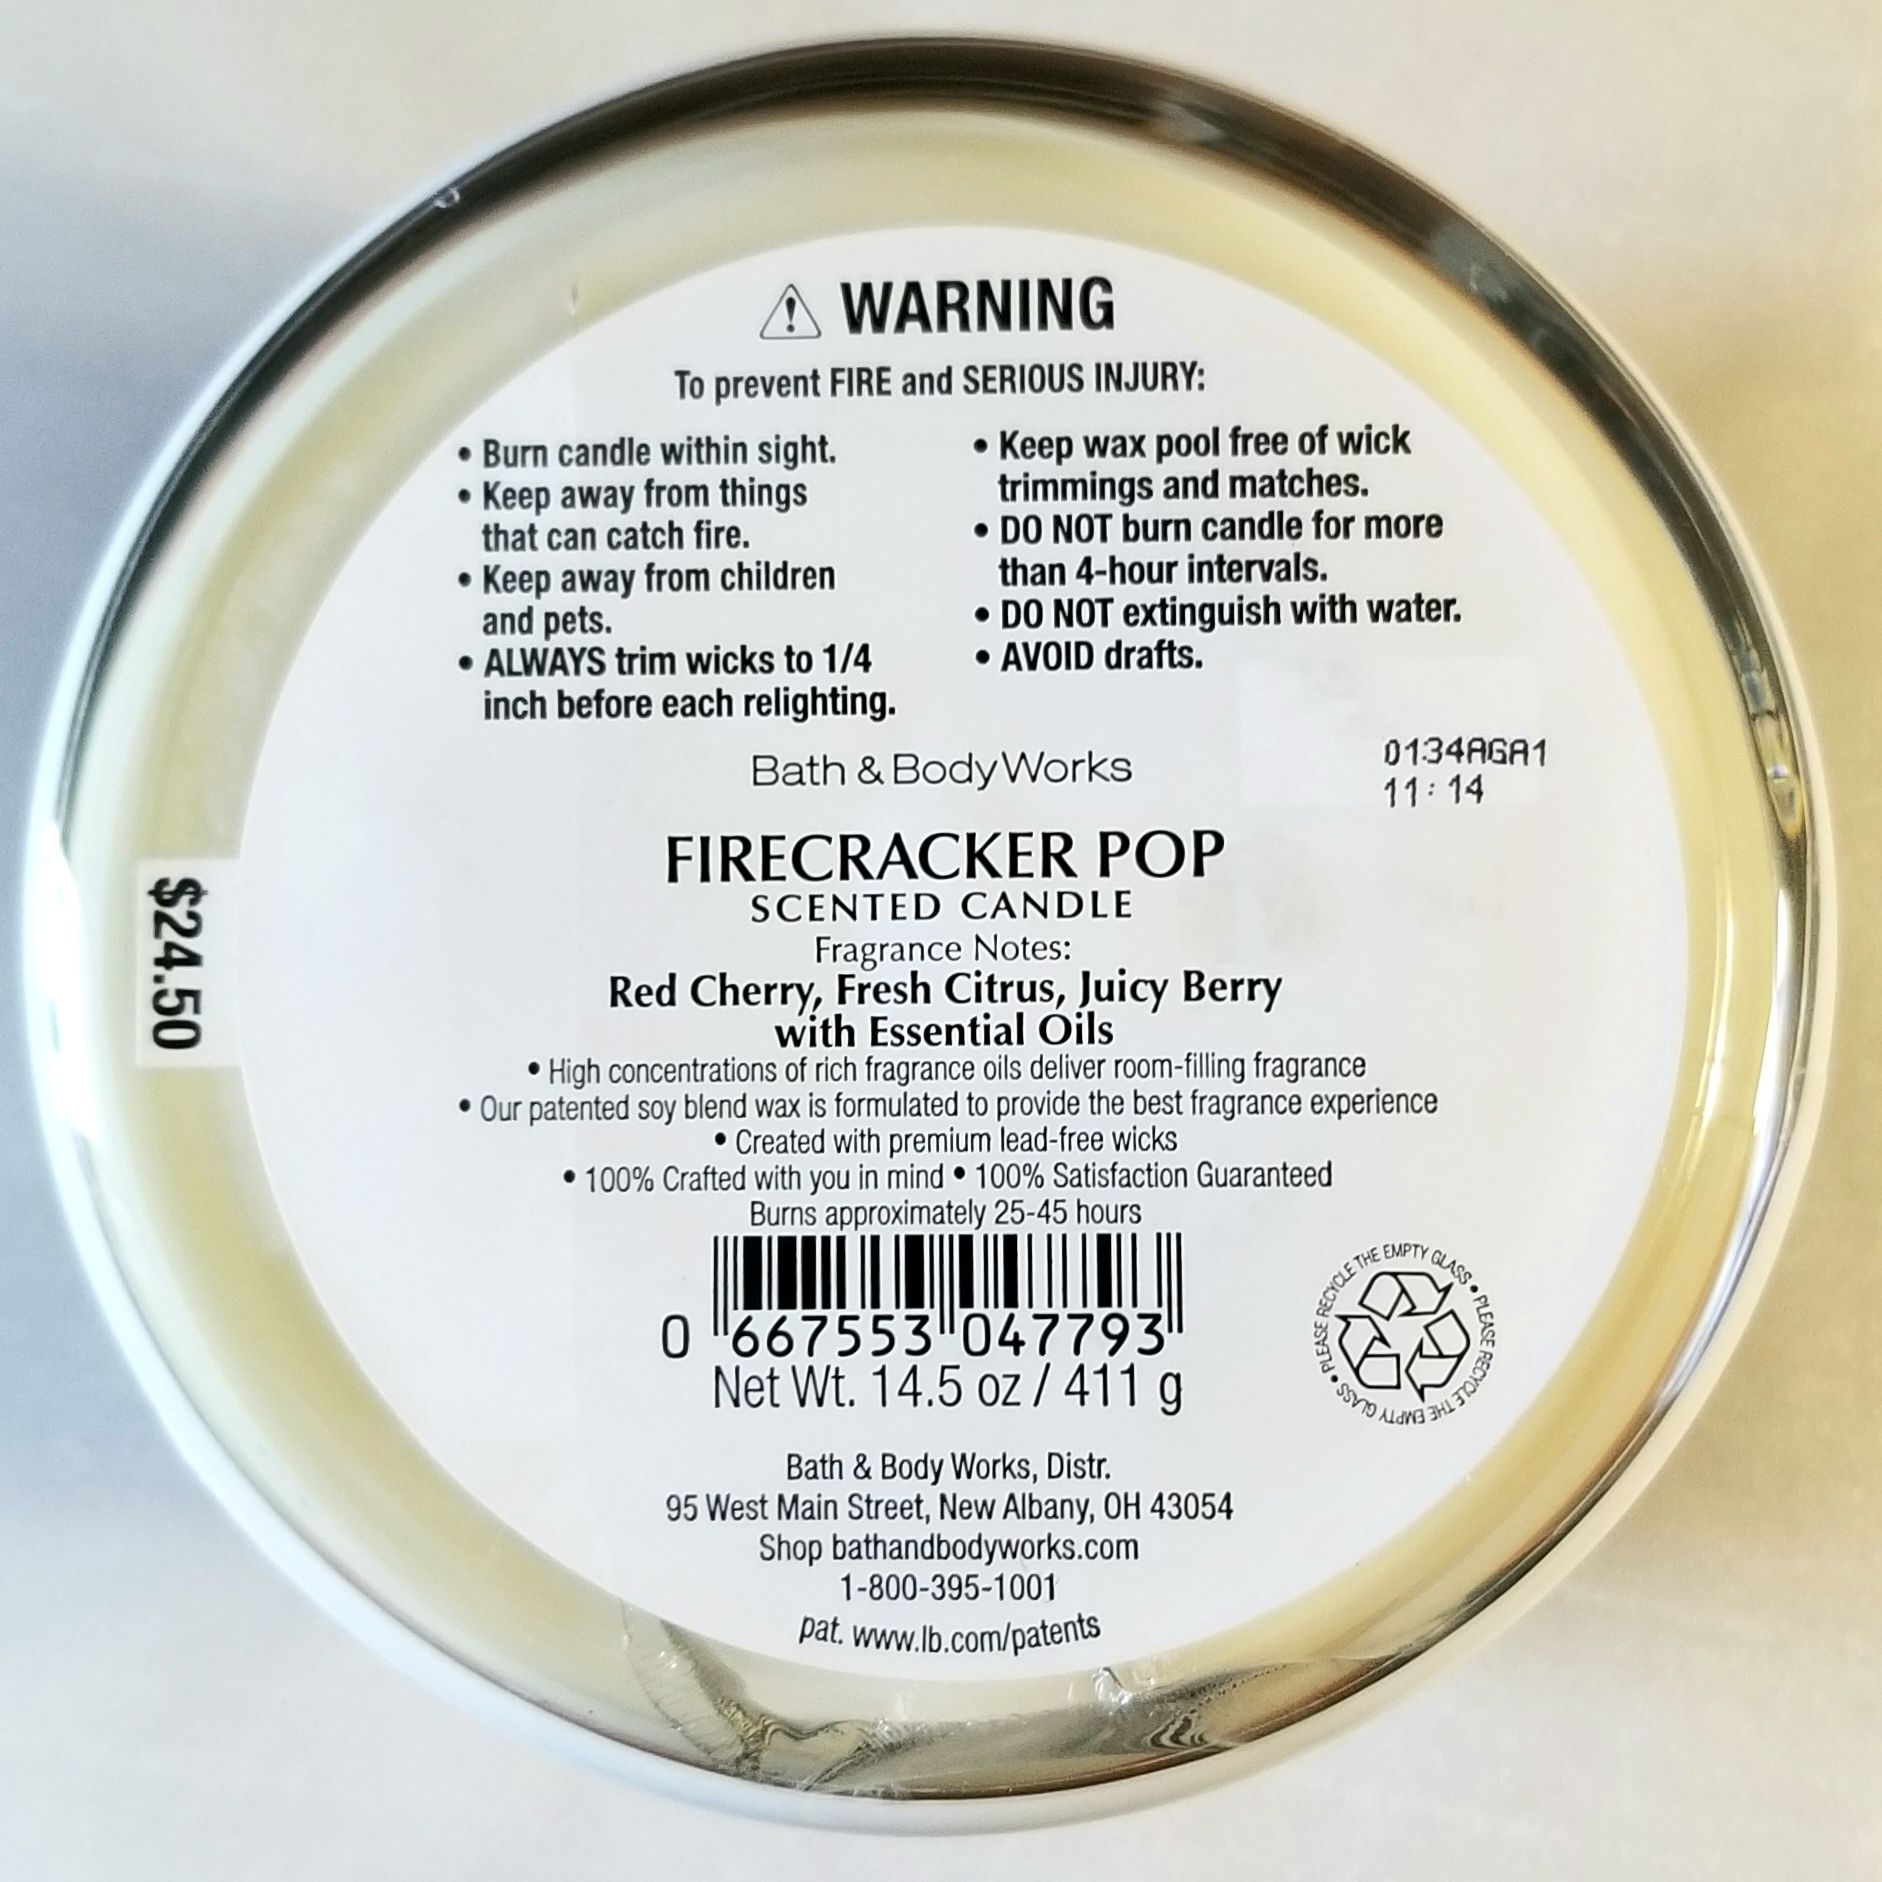 WARNING
To prevent FIRE and SERIOUS INJURY:
• Burn candle within sight.
• Keep away from things
that can catch fire.
• Keep away from children
and pets.
• ALWAYS trim wicks to 1/4
inch before each relighting.
• Keep wax pool free of wick
trimmings and matches.
• DO NOT burn candle for more
than 4-hour intervals.
• DO NOT extinguish with water.
• AVOID drafts.
Bath & Body Works
0134AGA1
11:14
FIRECRACKER POP
SCENTED CANDLE
Fragrance Notes:
Red Cherry, Fresh Citrus, Juicy Berry
with Essential Oils
• High concentrations of rich fragrance oils deliver room-filling fragrance
• Our patented soy blend wax is formulated to provide the best fragrance experience
• Created with premium lead-free wicks
• 100% Crafted with you in mind • 100% Satisfaction Guaranteed
Burns approximately 25-45 hours
0 667553 047793
Net Wt. 14.5 oz / 411 g
PLEASE RECYCLE THE EMPTY GLASS • PLEASE RECYCLE THE EMPTY GLASS •
Bath & Body Works, Distr.
95 West Main Street, New Albany, OH 43054
Shop bathandbodyworks.com
1-800-395-1001
pat. www.lb.com/patents
$24.50